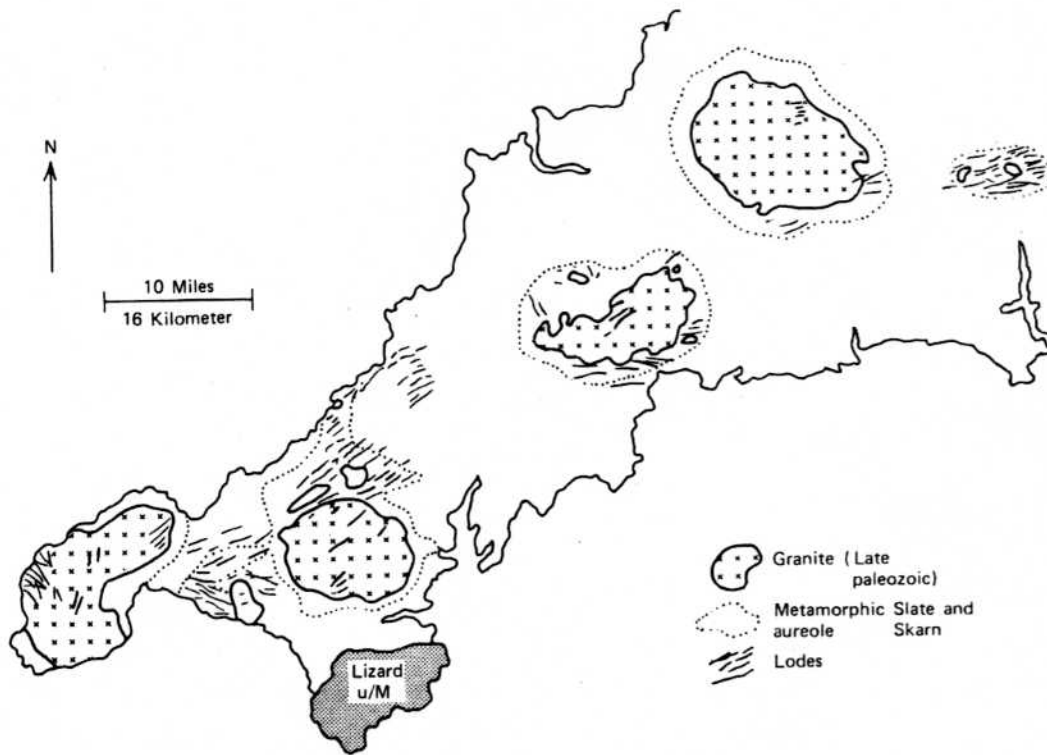 N
10 Miles
16 Kilometer
Granite (Late
paleozoic)
Metamorphic Slate and
aureole Skarn
Lodes
Lizard
u/M